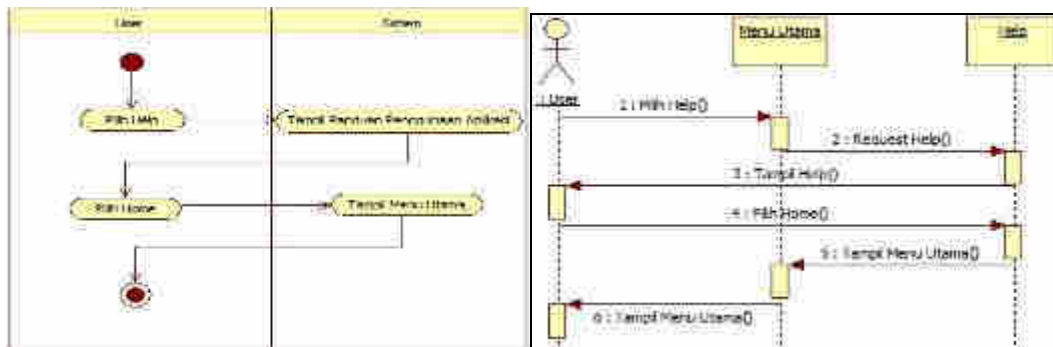 User
Sistem
Pilih Help
Tampil Panduan Penggunaan Aplikasi
Pilih Home
Tampil Menu Utama
: User
Menu Utama
Help
1 : Pilih Help()
2 : Request Help()
3 : Tampil Help()
4 : Pilih Home()
5 : Tampil Menu Utama()
6 : Tampil Menu Utama()